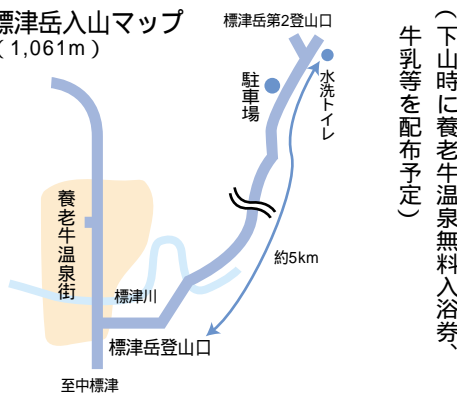 標津岳入山マップ
（1,061m）
標津岳第2登山口
水洗トイレ
駐車場
養老牛温泉街
約5km
標津川
標津岳登山口
至中標津
（下山時に養老牛温泉無料入浴券、
牛乳等を配布予定）